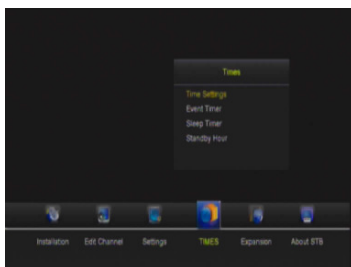 Times
Time Settings
Event Timer
Sleep Timer
Standby Hour
Installation Edit Channel Settings TIMES Expansion About STB